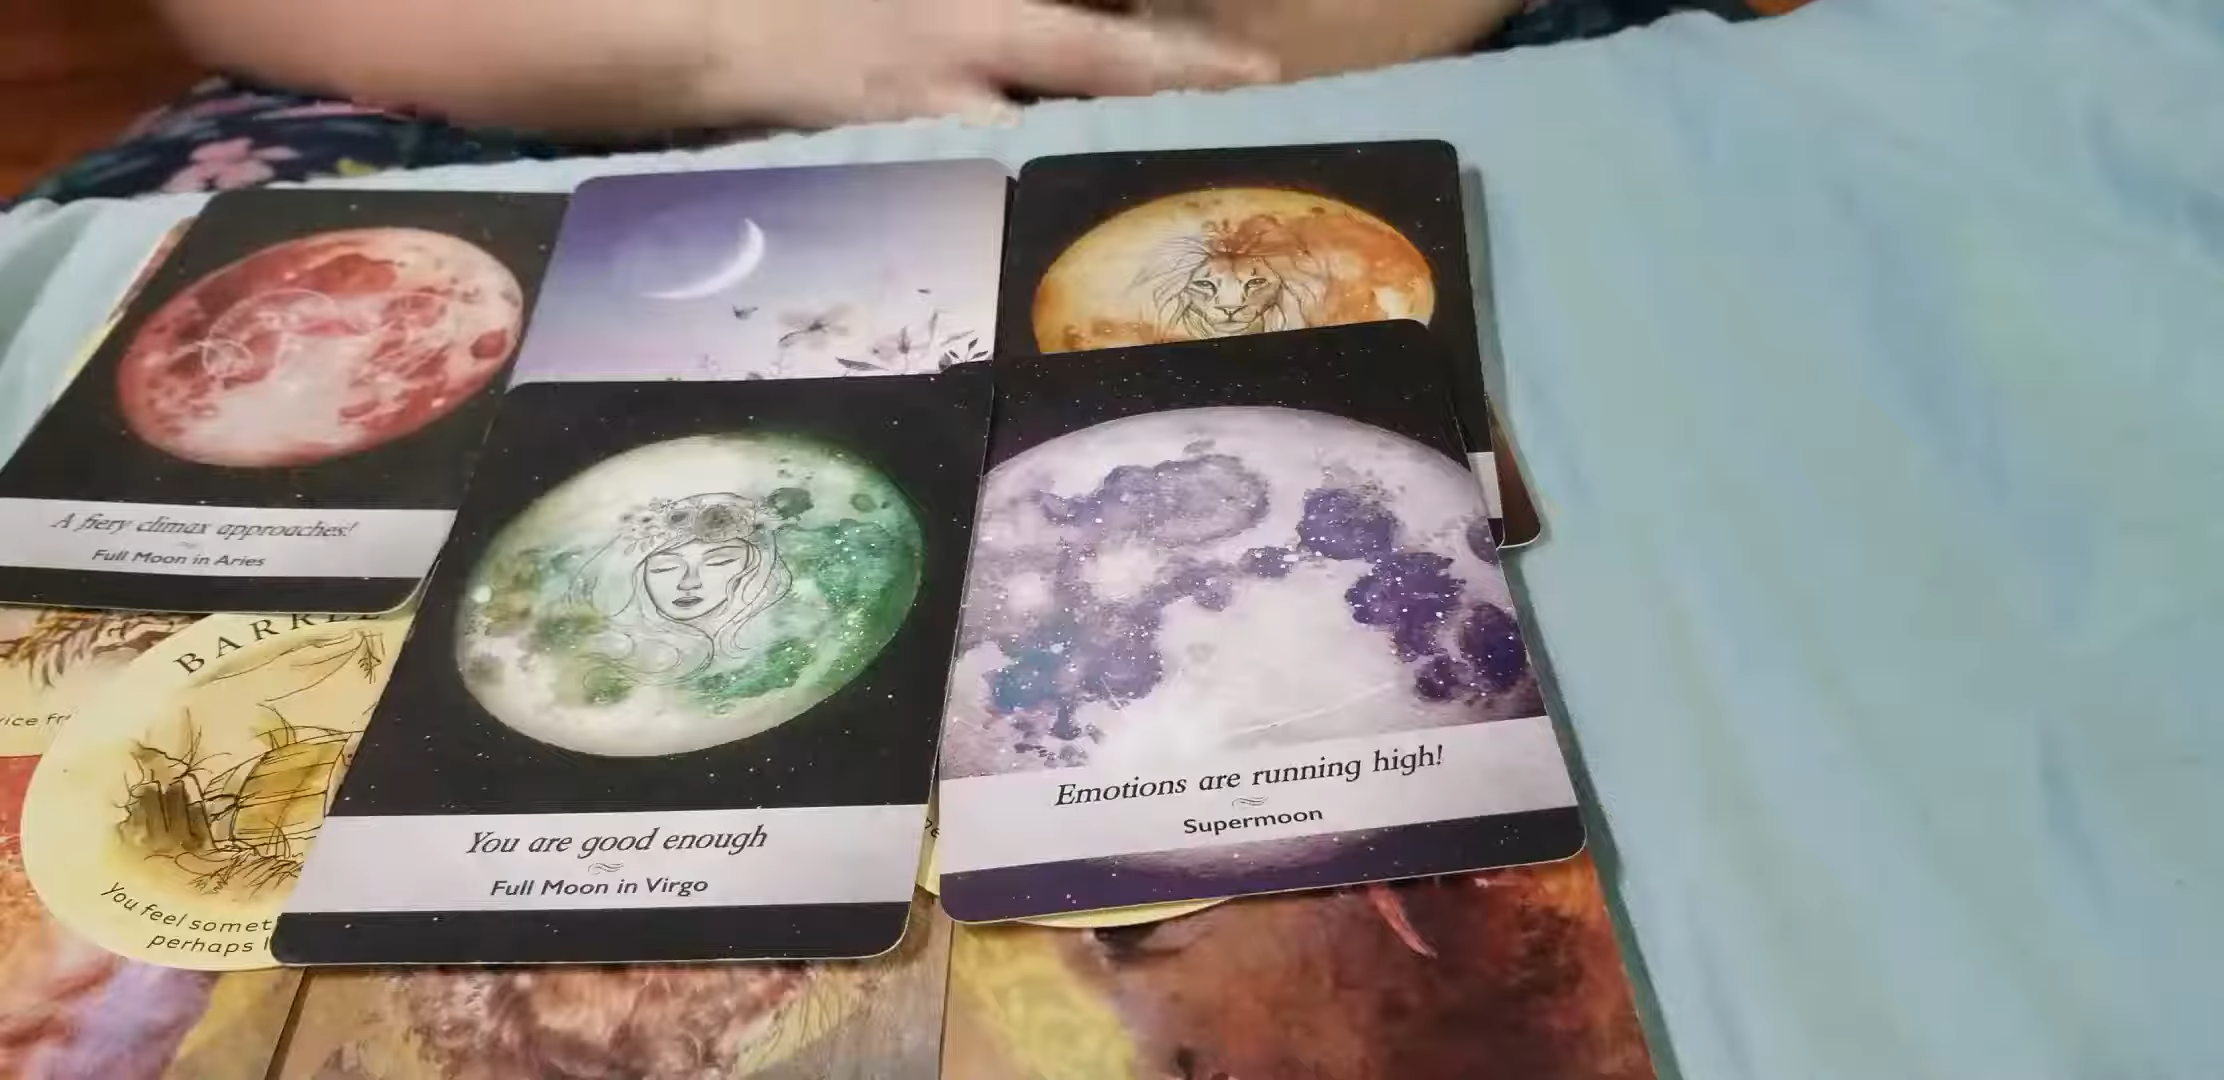 A fiery climax approaches!
Full Moon in Aries
BARREL
You feel somet
perhaps
You are good enough
Full Moon in Virgo
Emotions are running high!
Supermoon